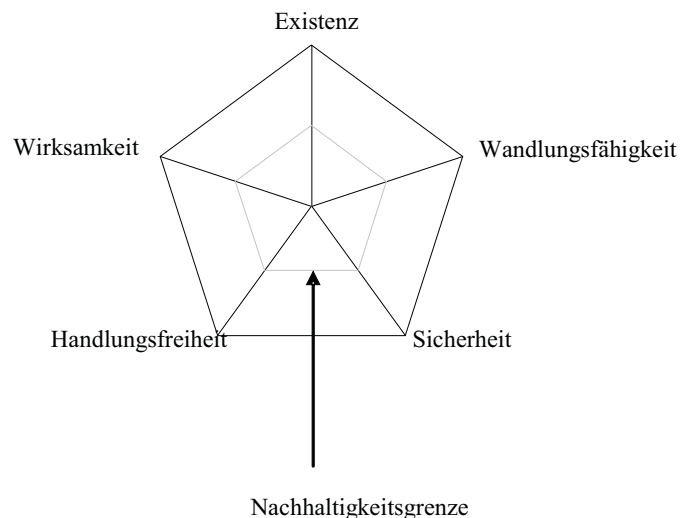 Existenz
Wirksamkeit
Wandlungsfähigkeit
Handlungsfreiheit
Sicherheit
Nachhaltigkeitsgrenze